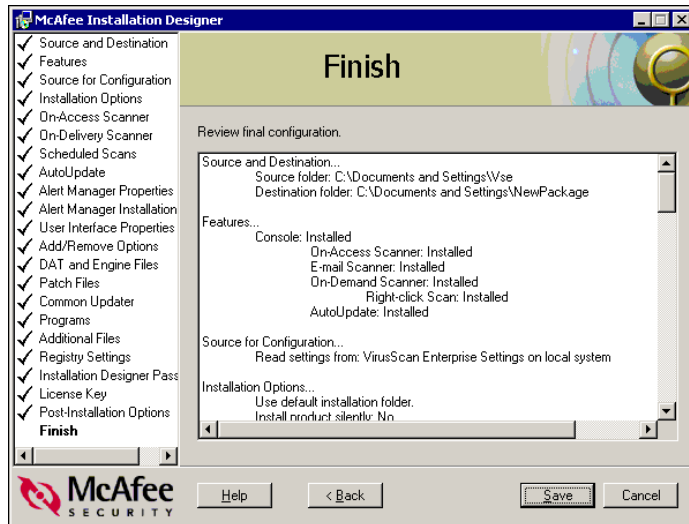 McAfee Installation Designer
Source and Destination
Features
Source for Configuration
Installation Options
On-Access Scanner
On-Delivery Scanner
Scheduled Scans
AutoUpdate
Alert Manager Properties
Alert Manager Installation
User Interface Properties
Add/Remove Options
DAT and Engine Files
Patch Files
Common Updater
Programs
Additional Files
Registry Settings
Installation Designer Pass
License Key
Post-Installation Options
Finish
Finish
Review final configuration.
Source and Destination...
Source folder: C:\Documents and Settings\Vse
Destination folder: C:\Documents and Settings\NewPackage
Features...
Console: Installed
On-Access Scanner: Installed
E-mail Scanner: Installed
On-Demand Scanner: Installed
Right-click Scan: Installed
AutoUpdate: Installed
Source for Configuration...
Read settings from: VirusScan Enterprise Settings on local system
Installation Options...
Use default installation folder.
Install product silently: No
McAfee
SECURITY
Help
< Back
Save
Cancel